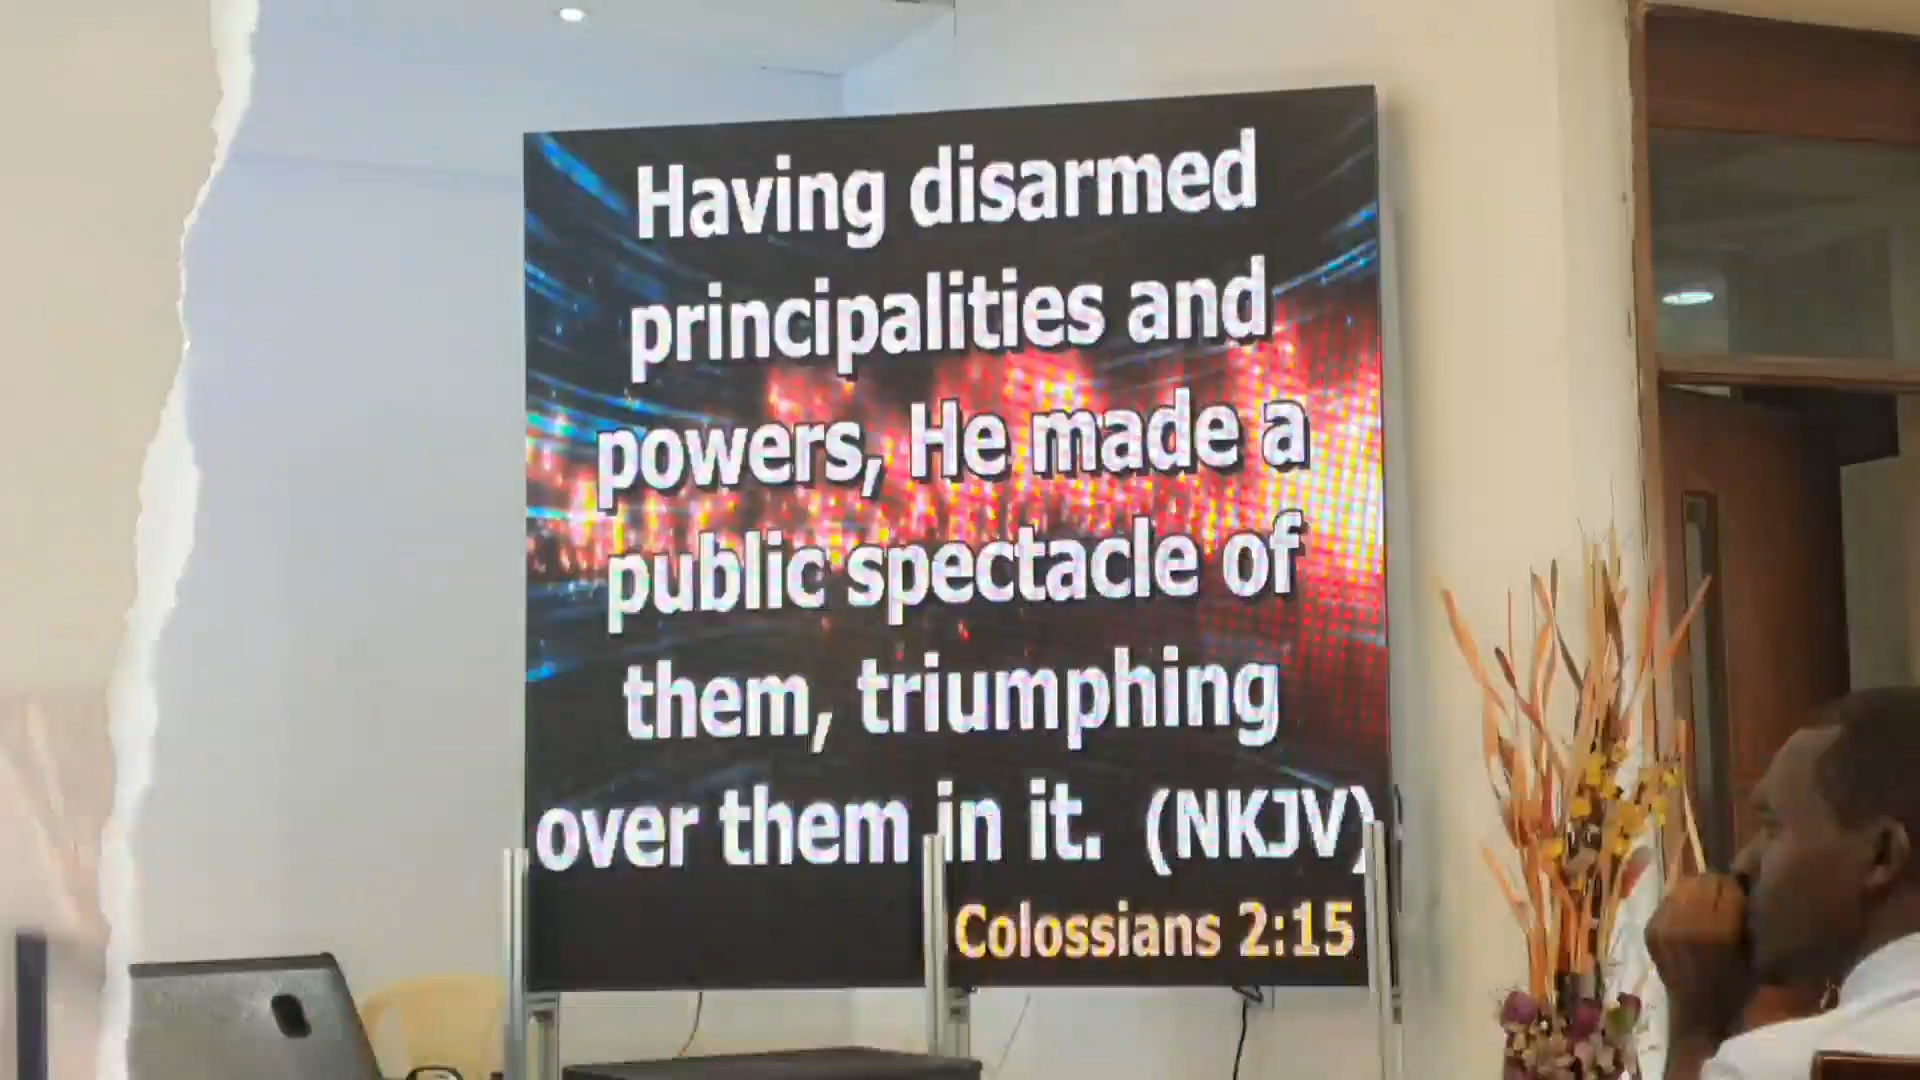 Having disarmed
principalities and
powers, He made a
public spectacle of
them, triumphing
over them in it. (NKJV)
Colossians 2:15